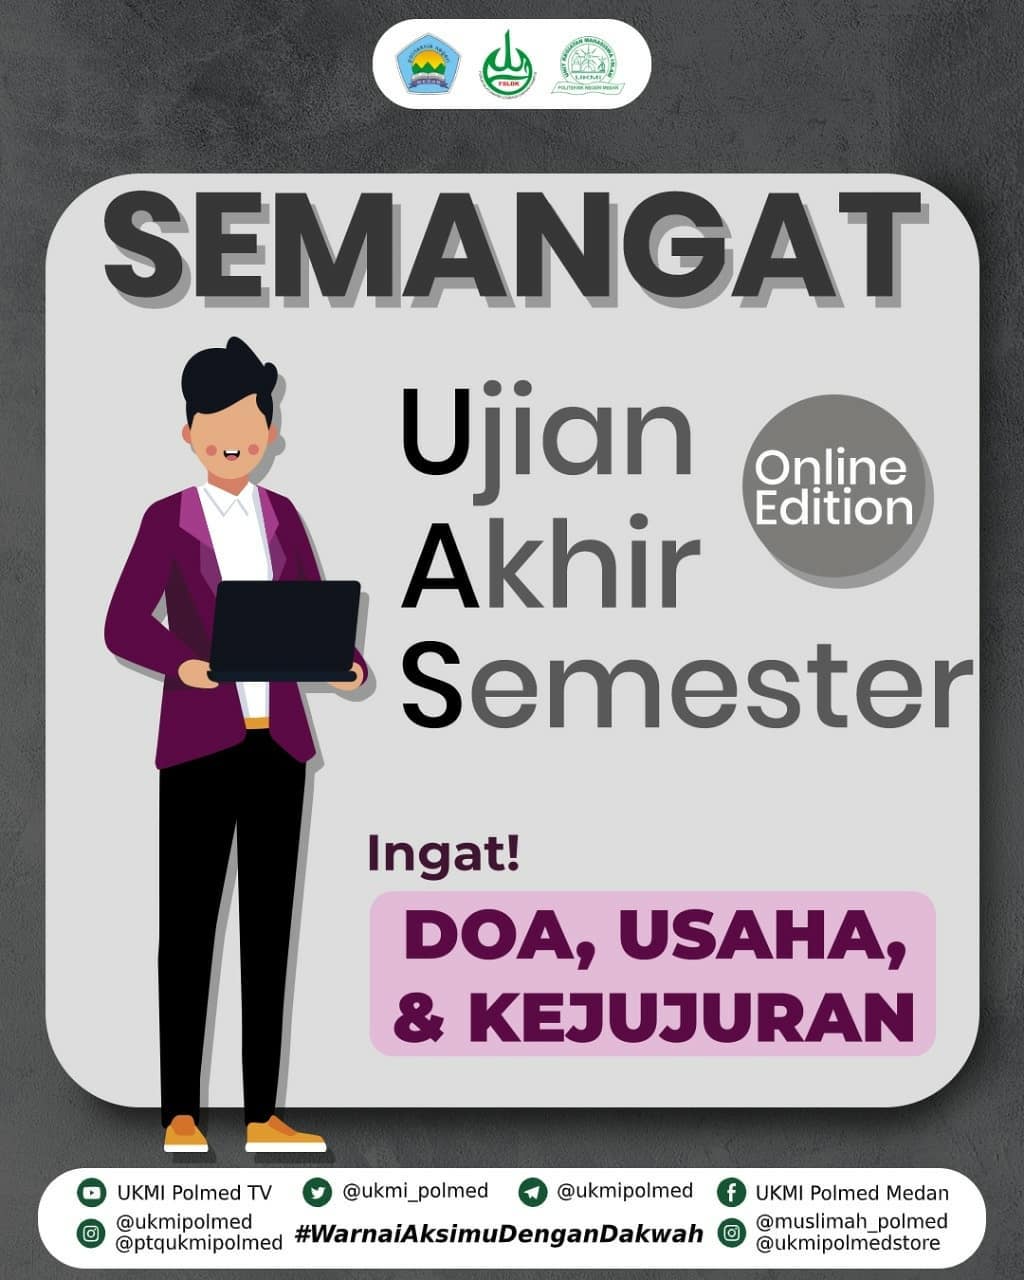 SEMANGAT
Ujian
Akhir
Semester
Online
Edition
Ingat!
DOA, USAHA,
& KEJUJURAN
UKMI Polmed TV
@ukmi_polmed
@ukmipolmed
UKMI Polmed Medan
@ukmipolmed
@ptqukmipolmed
#WarnaiAksimuDenganDakwah
@muslimah_polmed
@ukmipolmedstore